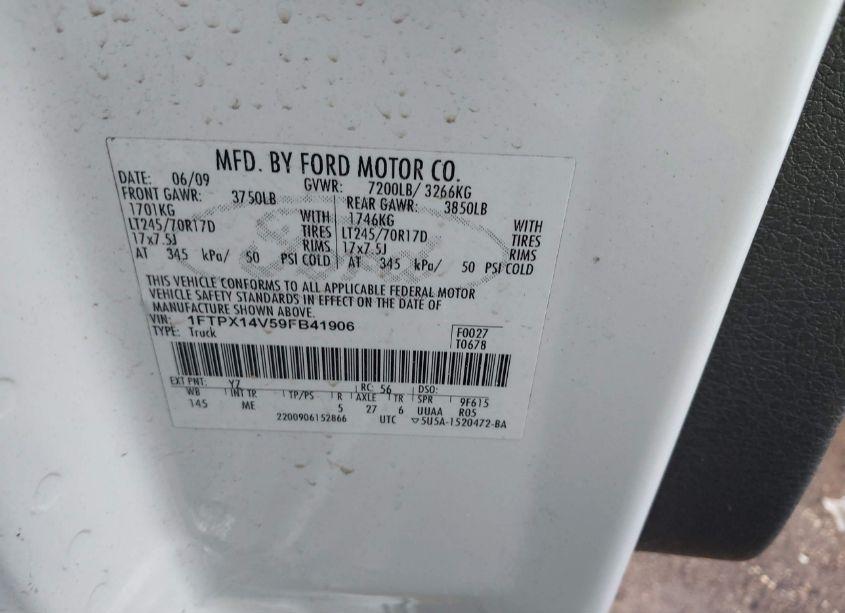 MFD. BY FORD MOTOR CO.
DATE: 06/09 GVWR: 7200LB/ 3266KG
FRONT GAWR: 3750LB REAR GAWR: 3850LB
1701KG WITH 1746KG WITH
LT245/70R17D TIRES LT245/70R17D TIRES
17x7.5J RIMS 17x7.5J RIMS
AT 345 kPa/ 50 PSI COLD AT 345 kPa/ 50 PSI COLD
THIS VEHICLE CONFORMS TO ALL APPLICABLE FEDERAL MOTOR
VEHICLE SAFETY STANDARDS IN EFFECT ON THE DATE OF
MANUFACTURE SHOWN ABOVE.
VIN: 1FTPX14V59FB41906 F0027
TYPE: Truck T0678
EXT PNT: YZ RC: 56 DSO:
WB INT TR TP/PS R AXLE TR SPR 9F615
145 ME 5 27 6 UUAA R05
2200906152866 UTC ▽5U5A-1520472-BA